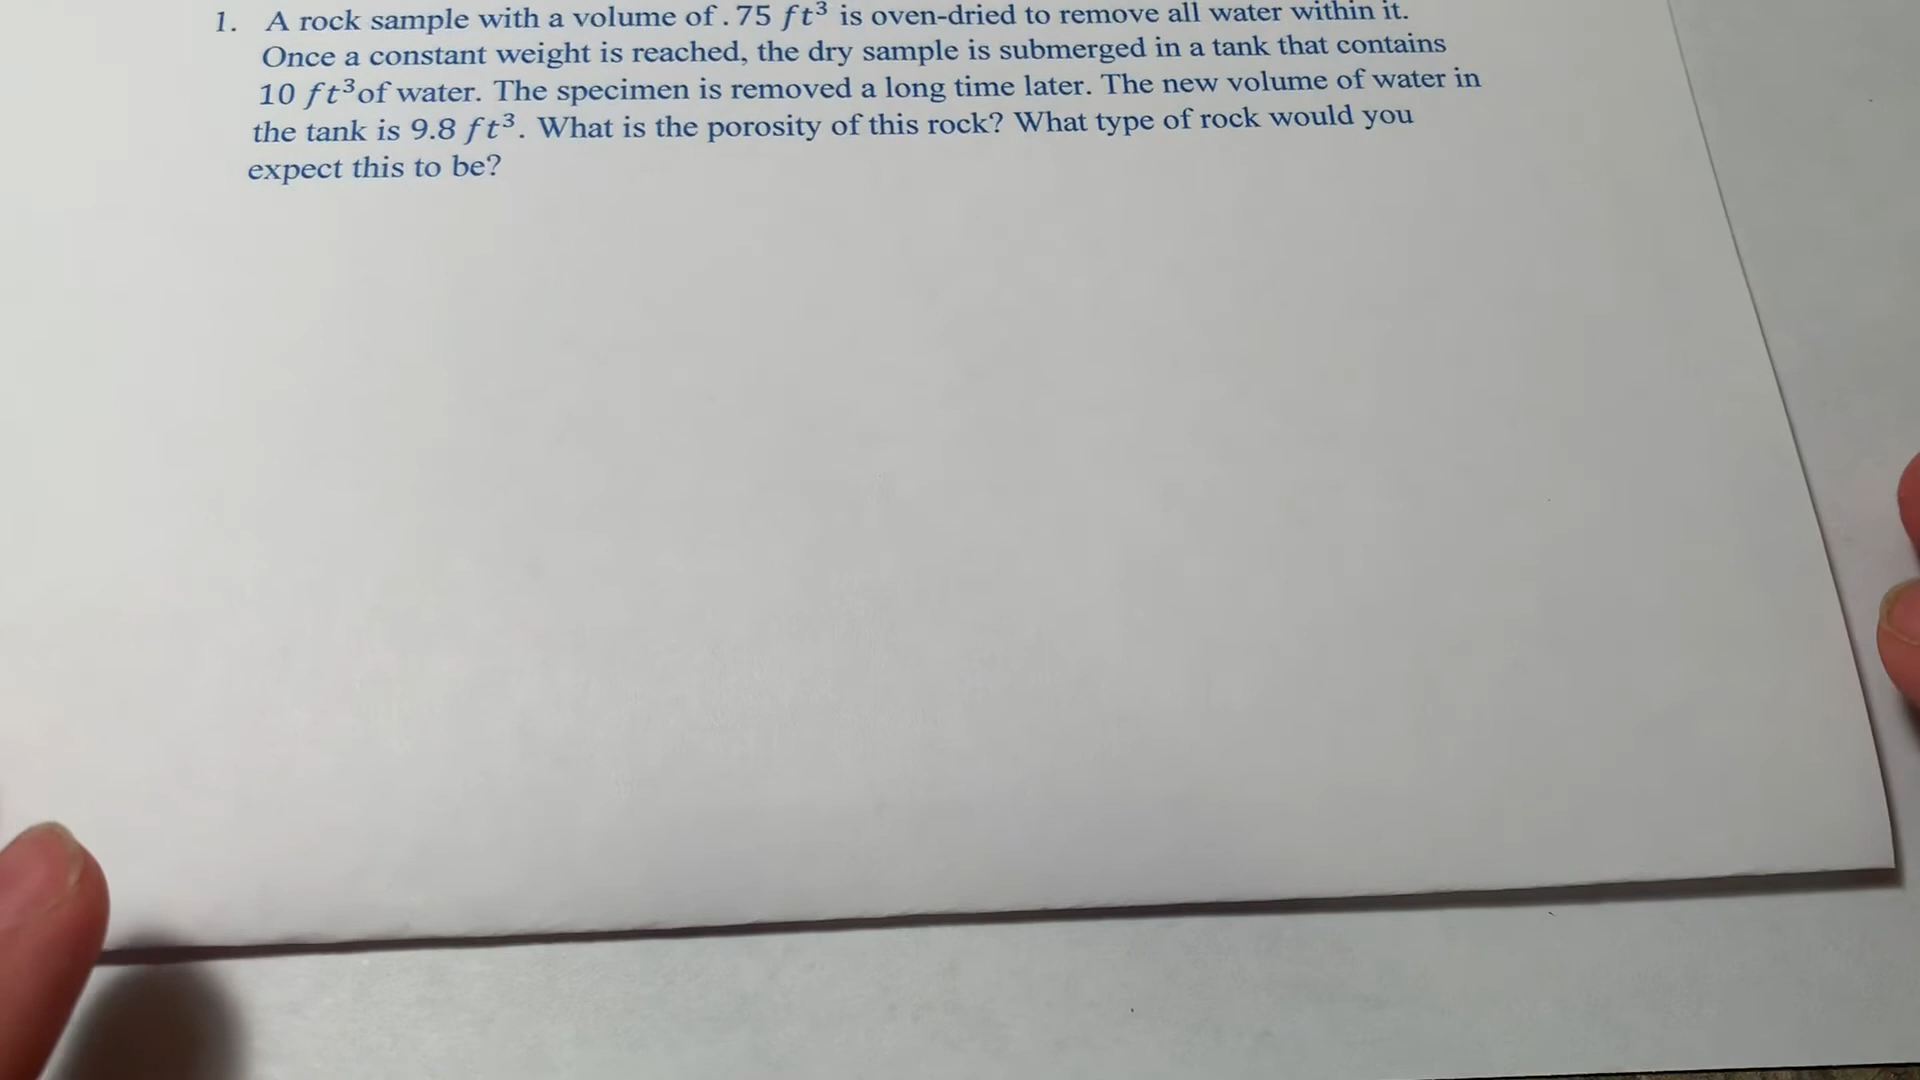 1. A rock sample with a volume of .75 ft³ is oven-dried to remove all water within it.
Once a constant weight is reached, the dry sample is submerged in a tank that contains
10 ft³of water. The specimen is removed a long time later. The new volume of water in
the tank is 9.8 ft³. What is the porosity of this rock? What type of rock would you
expect this to be?